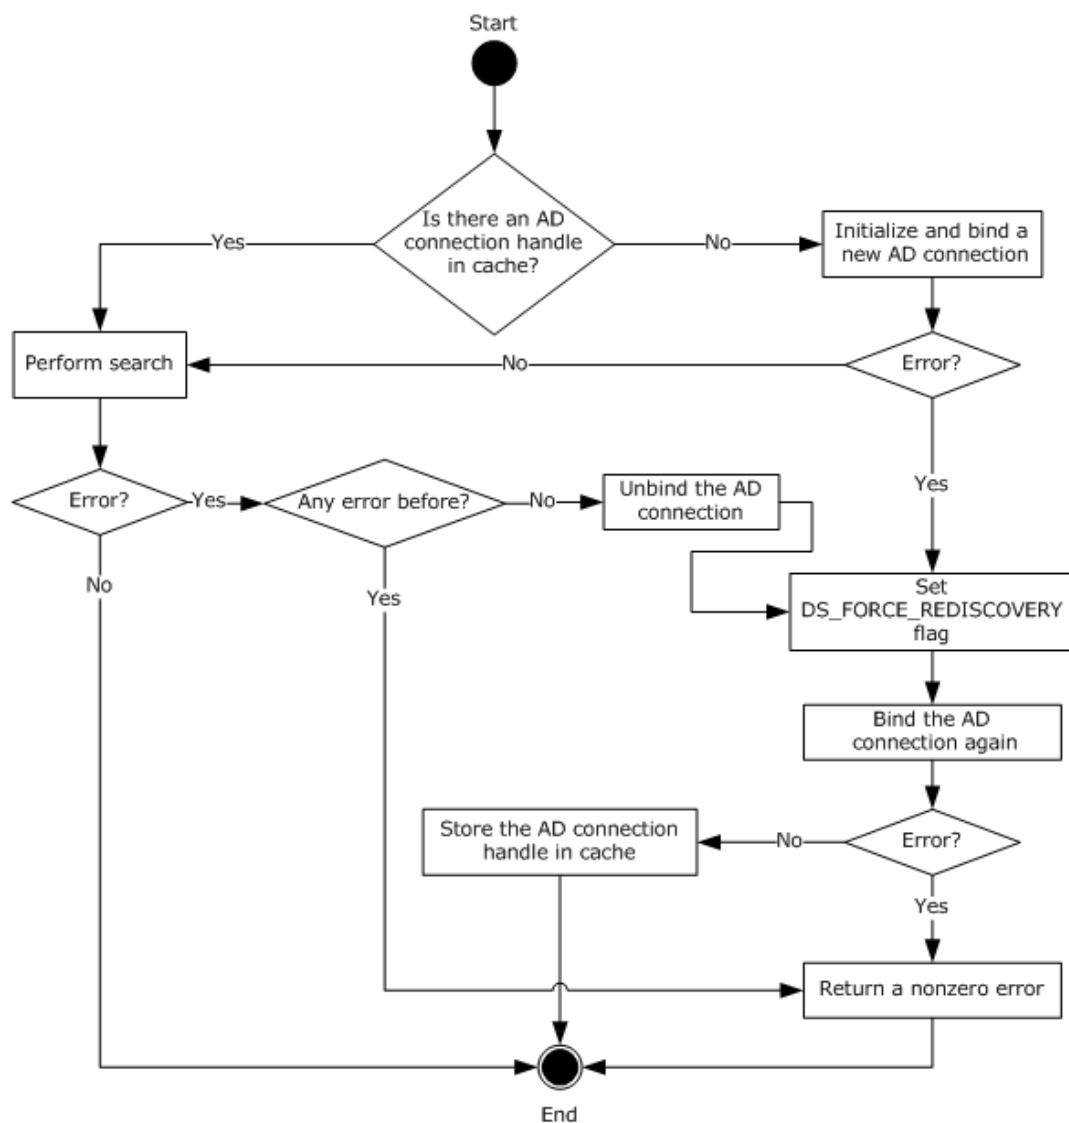 Start
Is there an AD
connection handle
in cache?
Yes
No
Initialize and bind a
new AD connection
Perform search
No
Error?
Yes
Error?
Yes
Any error before?
No
Unbind the AD
connection
No
Yes
Set
DS_FORCE_REDISCOVERY
flag
Bind the AD
connection again
Store the AD connection
handle in cache
No
Error?
Yes
Return a nonzero error
End